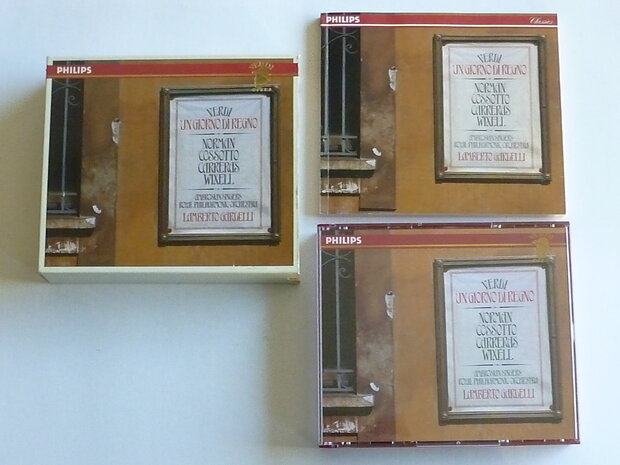 PHILIPS
VERDI
OPERA
VERDI
UN GIORNO DI REGNO
NORMAN
COSSOTTO
CARRERAS
WIXELL
AMBROSIAN SINGERS
ROYAL PHILHARMONIC ORCHESTRA
LAMBERTO GARDELLI
PHILIPS
Classics
VERDI
UN GIORNO DI REGNO
NORMAN
COSSOTTO
CARRERAS
WIXELL
AMBROSIAN SINGERS
ROYAL PHILHARMONIC ORCHESTRA
LAMBERTO GARDELLI
PHILIPS
VERDI
UN GIORNO DI REGNO
NORMAN
COSSOTTO
CARRERAS
WIXELL
AMBROSIAN SINGERS
ROYAL PHILHARMONIC ORCHESTRA
LAMBERTO GARDELLI